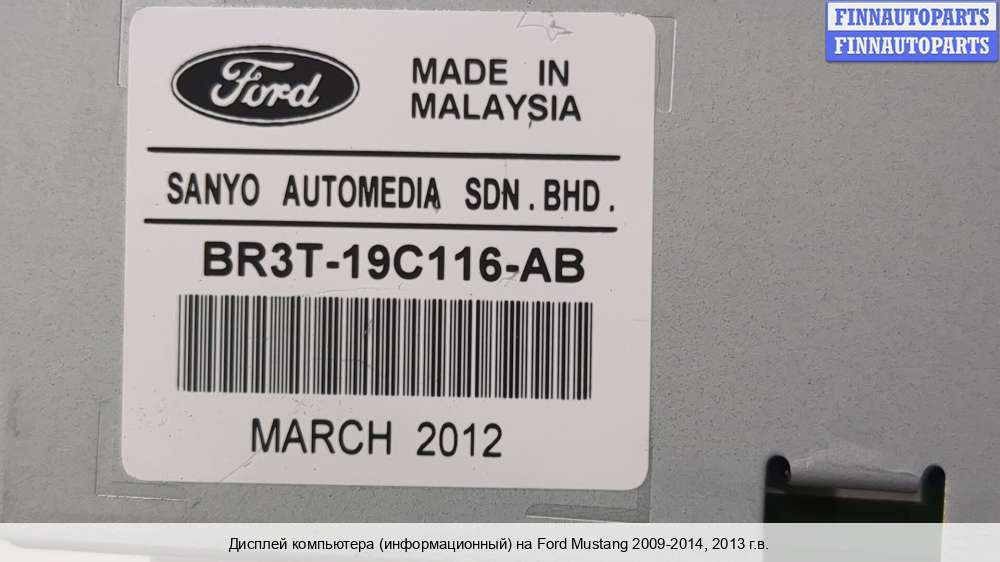 FINNAUTOPARTS
FINNAUTOPARTS
Ford
MADE IN
MALAYSIA
SANYO AUTOMEDIA SDN.BHD.
BR3T-19C116-AB
MARCH 2012
Дисплей компьютера (информационный) на Ford Mustang 2009-2014, 2013 г.в.